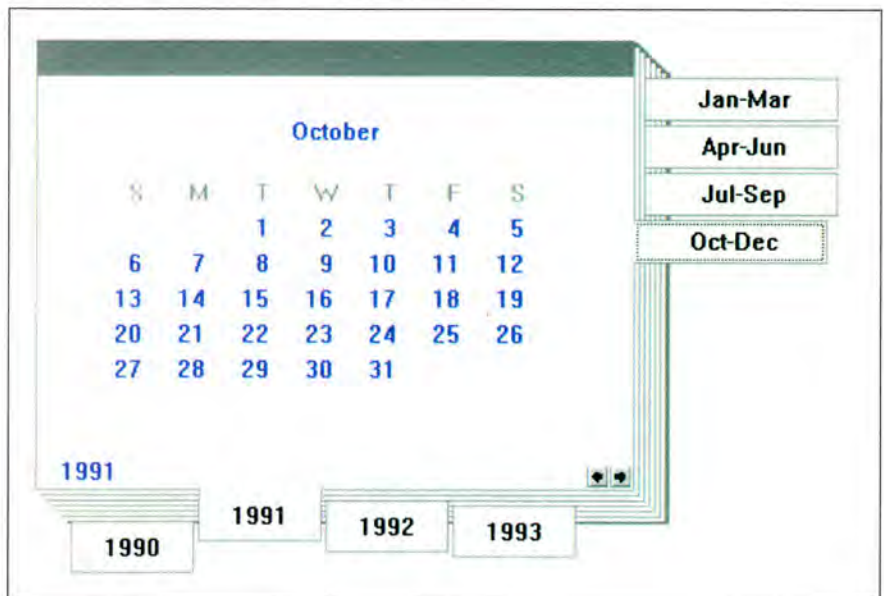 October
S M T W T F S
1 2 3 4 5
6 7 8 9 10 11 12
13 14 15 16 17 18 19
20 21 22 23 24 25 26
27 28 29 30 31
1991
Jan-Mar
Apr-Jun
Jul-Sep
Oct-Dec
1990
1991
1992
1993